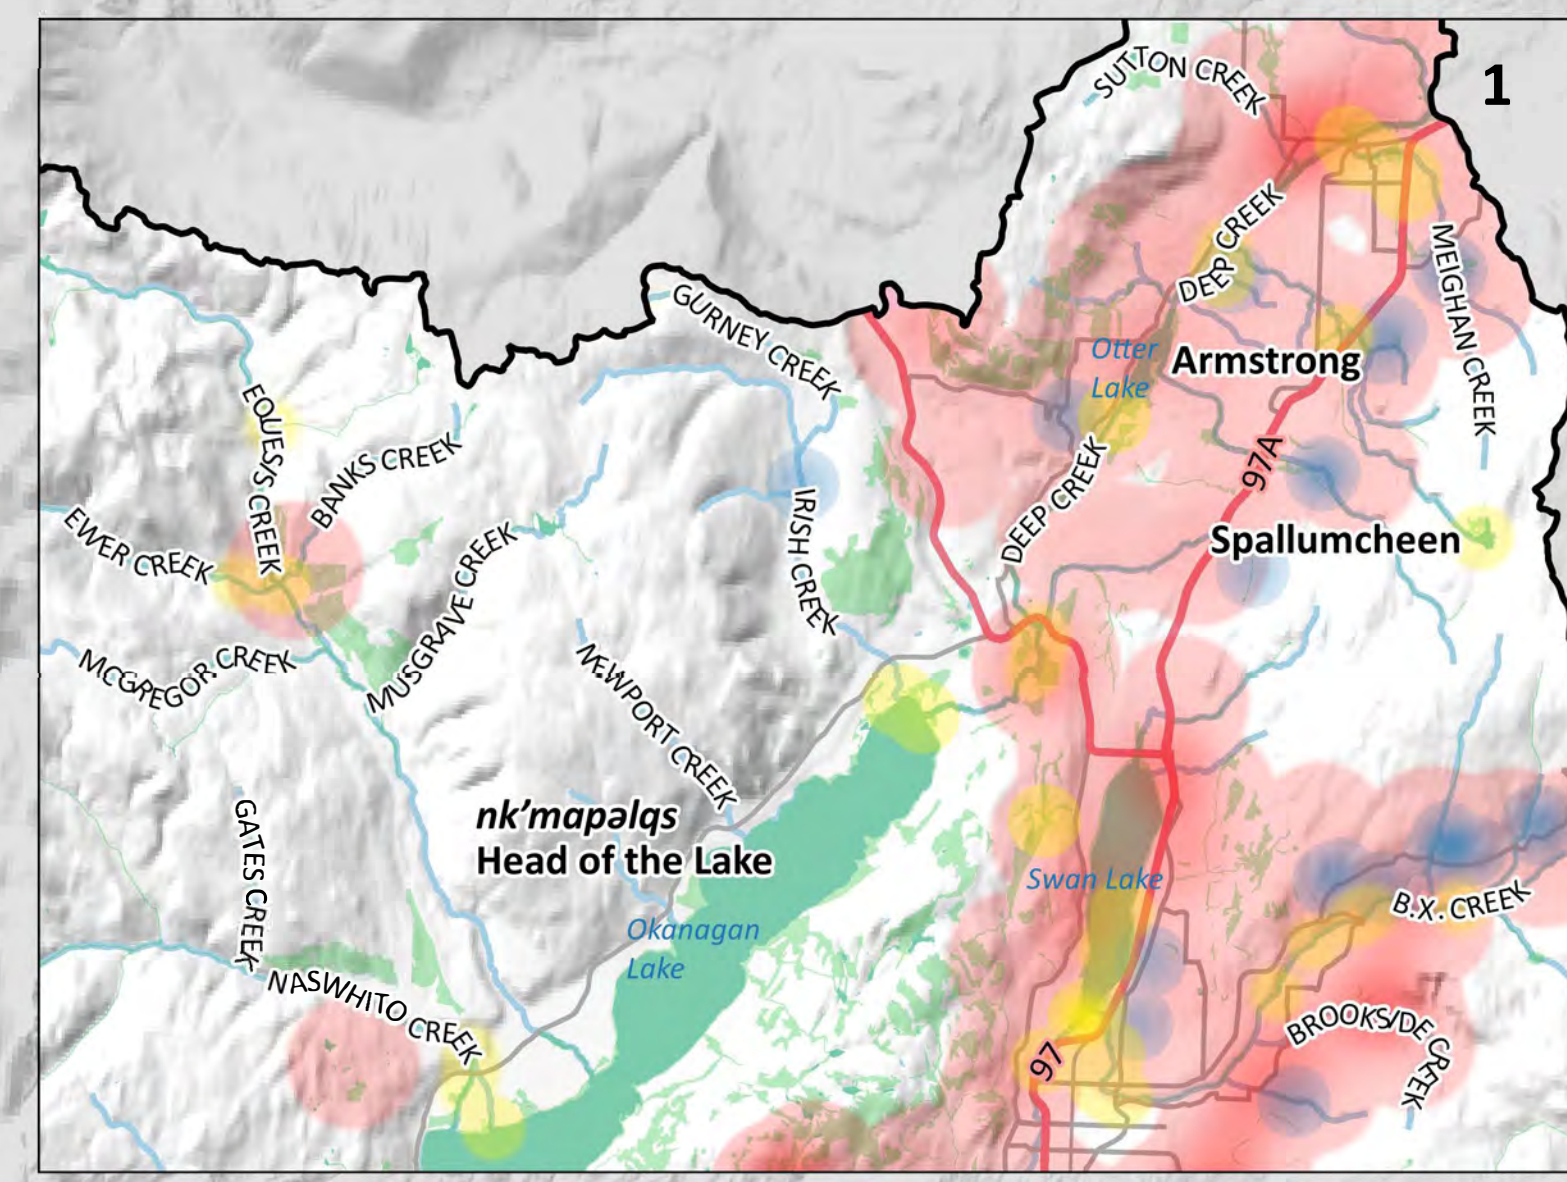 1
SUTTON CREEK
DEEP CREEK
MEIGHAN CREEK
GURNEY CREEK
Otter
Lake
Armstrong
EQUESIS CREEK
BANKS CREEK
97A
DEEP CREEK
IRISH CREEK
EWER CREEK
MUSGRAVE CREEK
Spallumcheen
MCGREGOR CREEK
NEWPORT CREEK
nk’mapəlqs
Head of the Lake
GATES CREEK
Swan Lake
B.X. CREEK
Okanagan
Lake
NASWHITO CREEK
BROOKSIDE CREEK
97